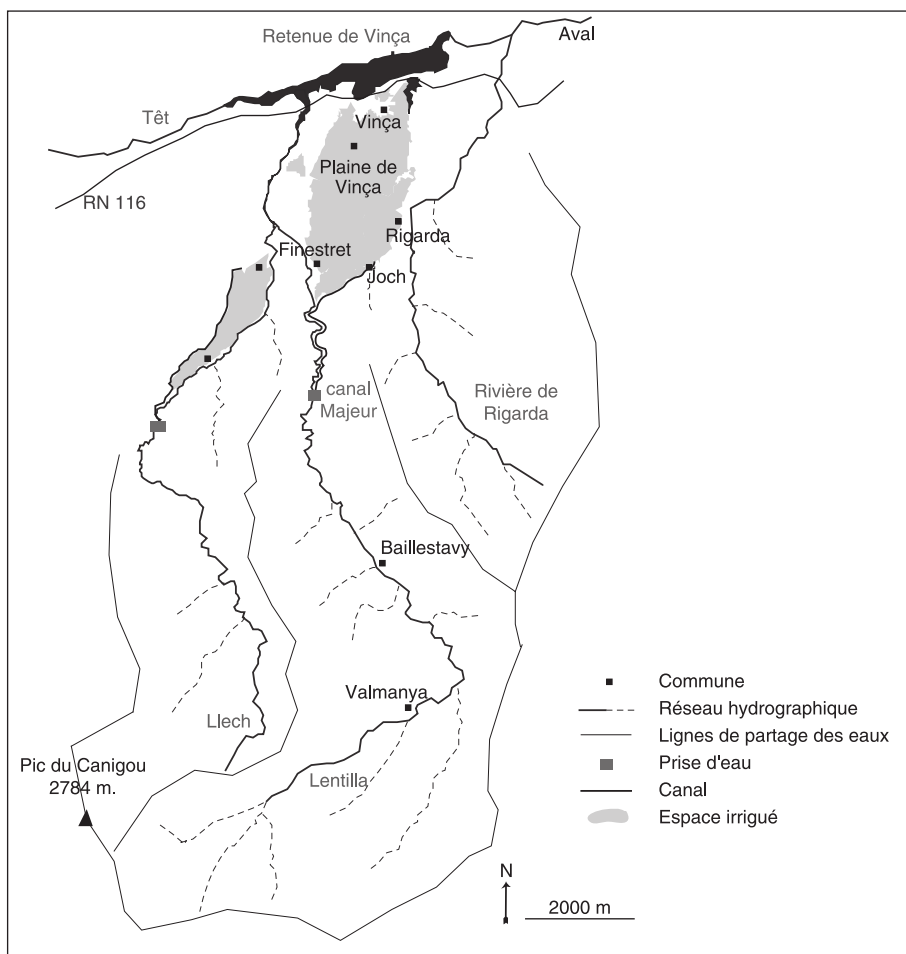 Retenue de Vinça
Aval
Têt
Vinça
Plaine de
Vinça
RN 116
Rigarda
Finestret
Joch
canal
Majeur
Rivière de
Rigarda
Baillestavy
Valmanya
Llech
Pic du Canigou
2784 m.
Lentilla
Commune
Réseau hydrographique
Lignes de partage des eaux
Prise d'eau
Canal
Espace irrigué
N
2000 m